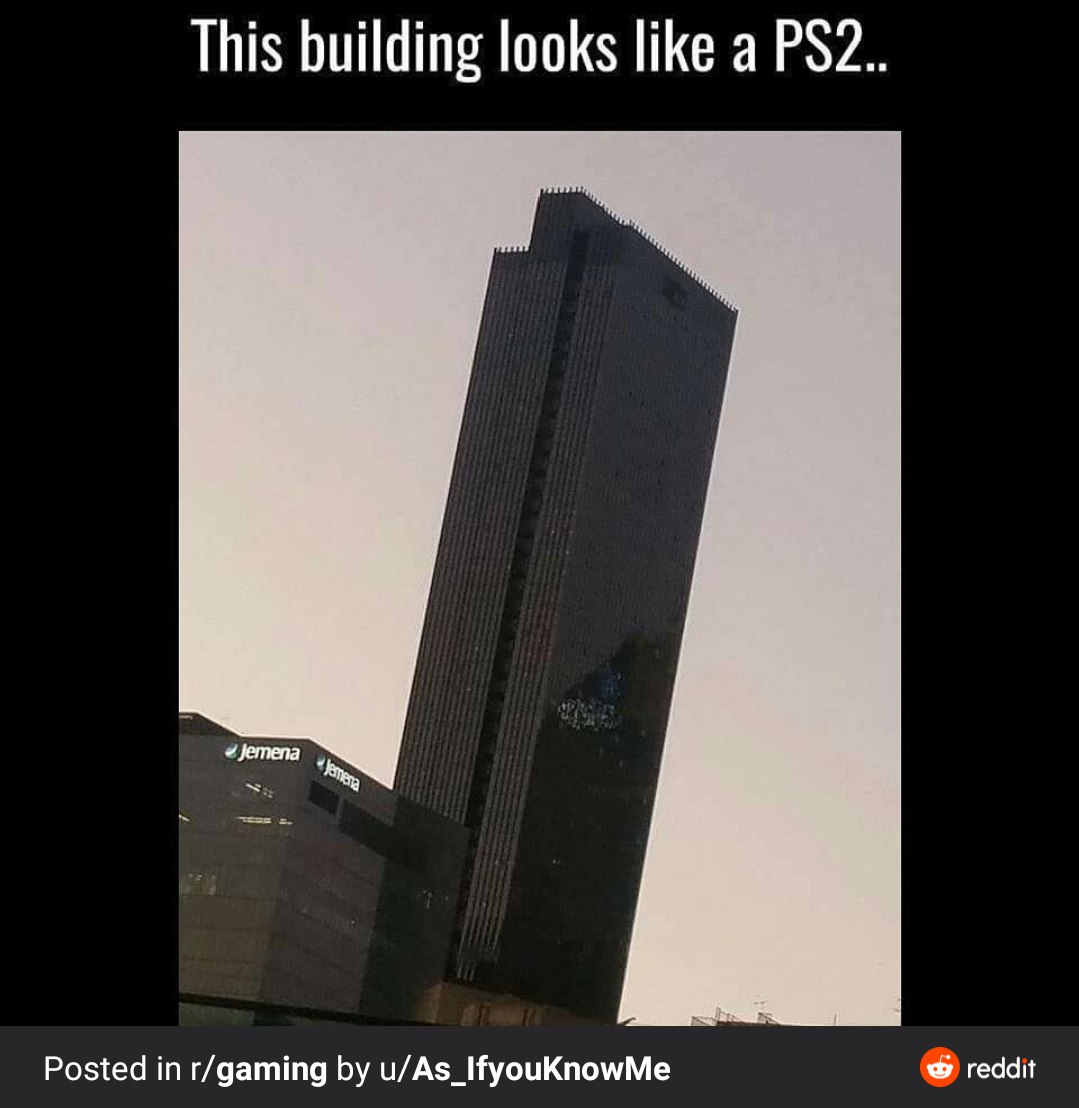 This building looks like a PS2..
Jemena
Jemena
Posted in r/gaming by u/As_IfyouKnowMe
reddit